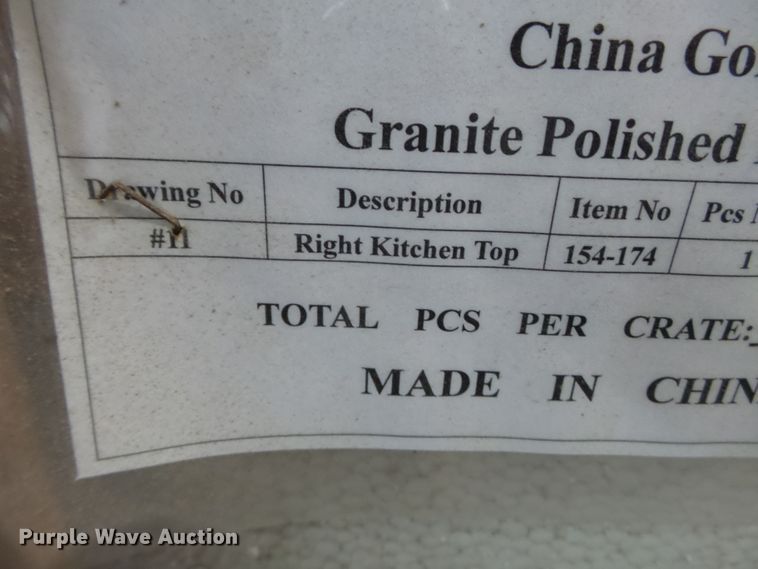 China Go
Granite Polished
Drawing No Description Item No Pcs
#11 Right Kitchen Top 154-174 1
TOTAL PCS PER CRATE:
MADE IN CHIN
Purple Wave Auction